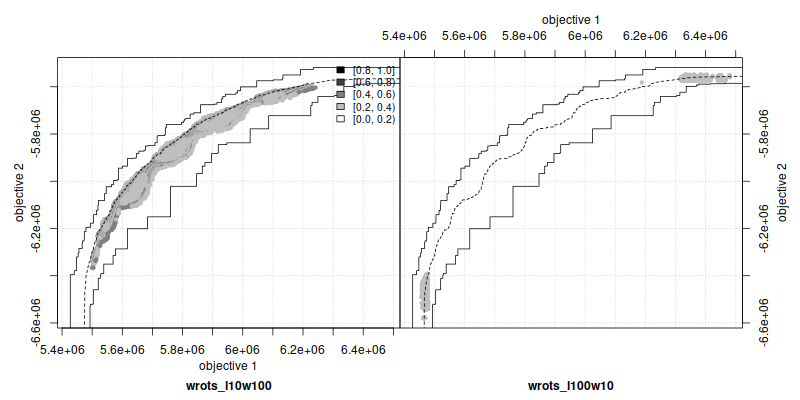 objective 1
5.4e+06 5.6e+06 5.8e+06 6e+06 6.2e+06 6.4e+06
[0.8, 1.0]
[0.6, 0.8)
[0.4, 0.6)
[0.2, 0.4)
[0.0, 0.2)
objective 2
-5.8e+06
-6.2e+06
-6.6e+06
-5.8e+06
-6.2e+06
-6.6e+06
objective 2
5.4e+06 5.6e+06 5.8e+06 6e+06 6.2e+06 6.4e+06
objective 1
wrots_l10w100
wrots_l100w10